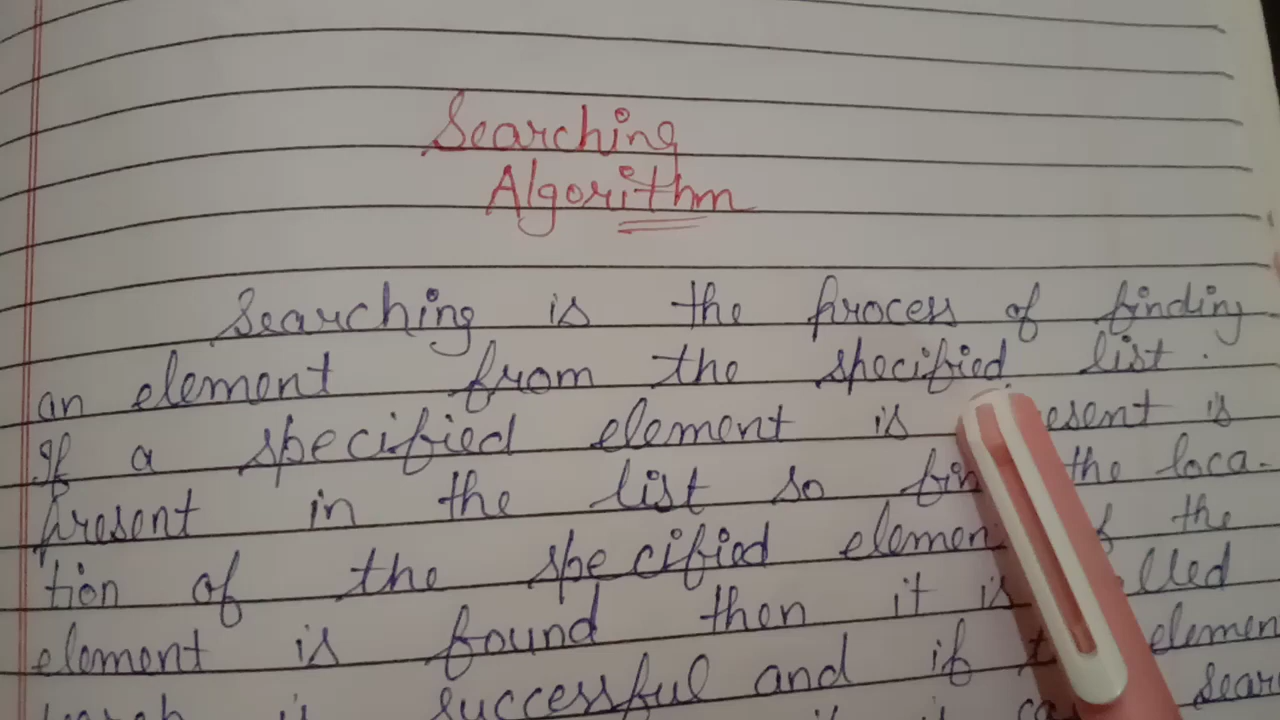 Searching
Algorithm
Searching is the process of finding
an element from the specified list.
If a specified element is esent is
present in the list so fin the loca-
tion of the specified elemen the
element is found then it is lled
is successful and if t elemen